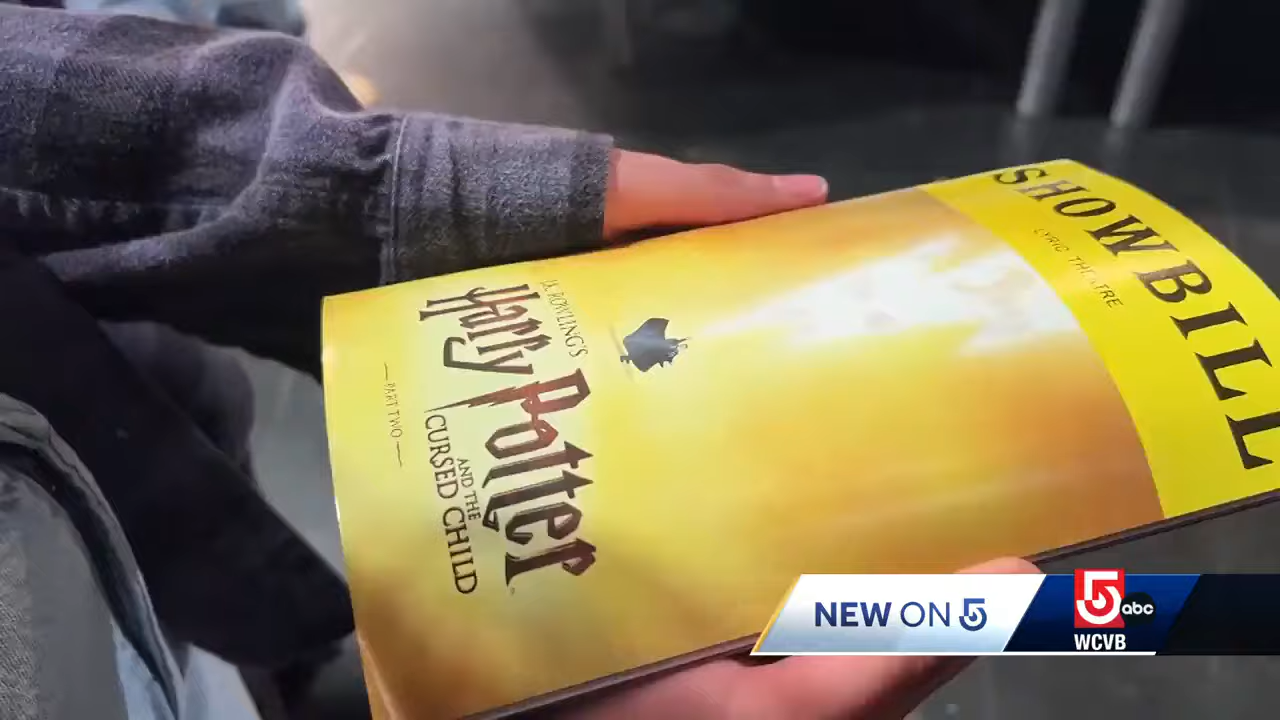 SHOWBILL
LYRIC THEATRE
J.K. ROWLING'S
Harry Potter
AND THE
CURSED CHILD
— PART TWO —
NEW ON 5
5 abc
WCVB